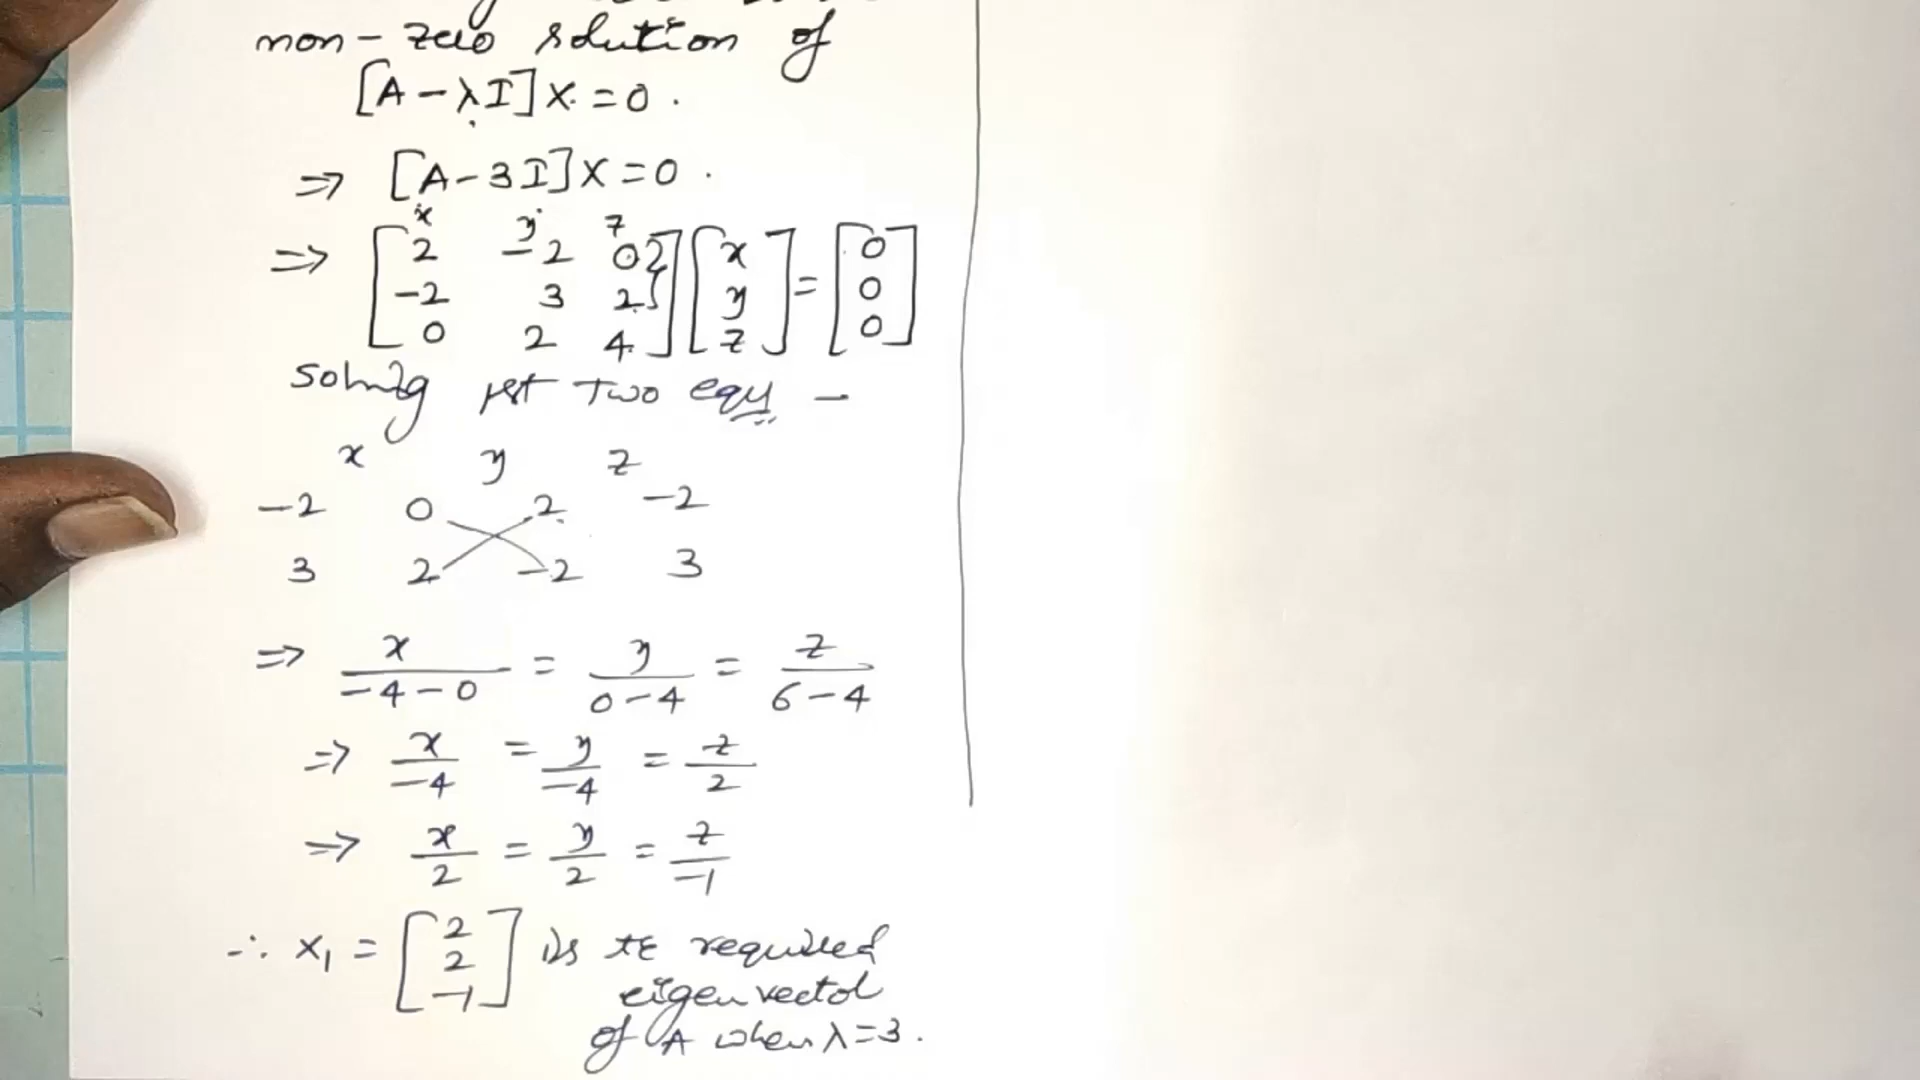 non-zero solution of
[A-λI]X=0.
⇒ [A-3I]X=0.
x y z
⇒ [2 -2 0] [x] = [0]
[-2 3 2] [y] [0]
[0 2 4] [z] [0]
solving 1st two equ -
x y z
-2 0 2 -2
3 2 -2 3
⇒ x/(-4-0) = y/(0-4) = z/(6-4)
⇒ x/-4 = y/-4 = z/2
⇒ x/2 = y/2 = z/-1
∴ X₁ = [2 2 -1] is the required
eigen vector
of A when λ=3.